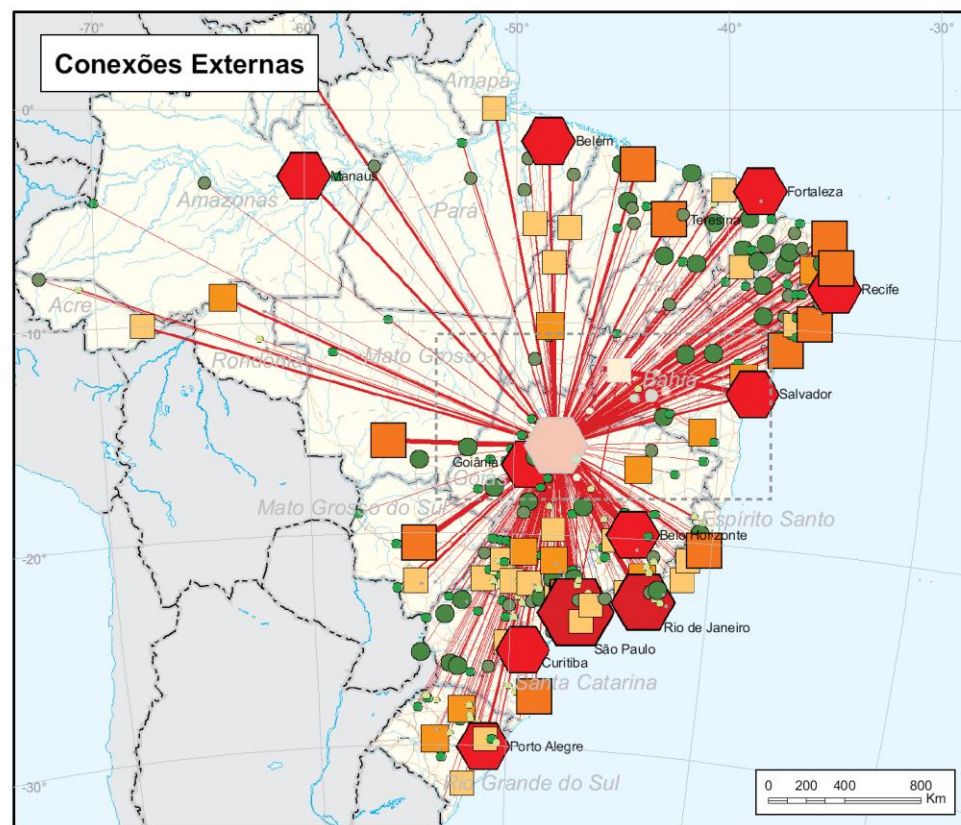 -70°
-60°
-50°
-40°
-30°
Conexões Externas
Amapá
0°
Belém
Manaus
Fortaleza
Amazonas
Pará
Teresina
Piauí
Recife
Acre
-10°
Rondônia
Mato Grosso
Bahia
Salvador
Goiânia
Goiás
Mato Grosso do Sul
Espírito Santo
Belo Horizonte
-20°
Rio de Janeiro
São Paulo
Curitiba
Santa Catarina
Porto Alegre
Rio Grande do Sul
-30°
0 200 400 800
Km